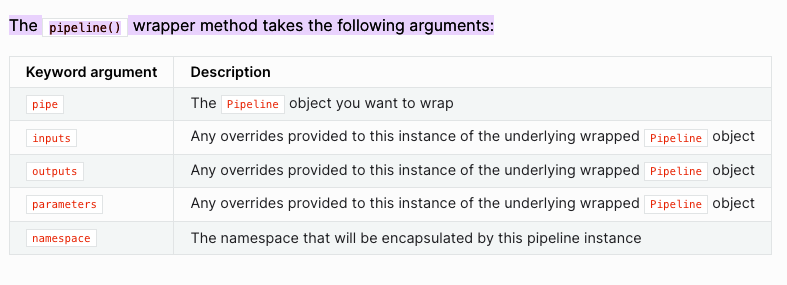 The pipeline() wrapper method takes the following arguments:
Keyword argument Description
pipe The Pipeline object you want to wrap
inputs Any overrides provided to this instance of the underlying wrapped Pipeline object
outputs Any overrides provided to this instance of the underlying wrapped Pipeline object
parameters Any overrides provided to this instance of the underlying wrapped Pipeline object
namespace The namespace that will be encapsulated by this pipeline instance